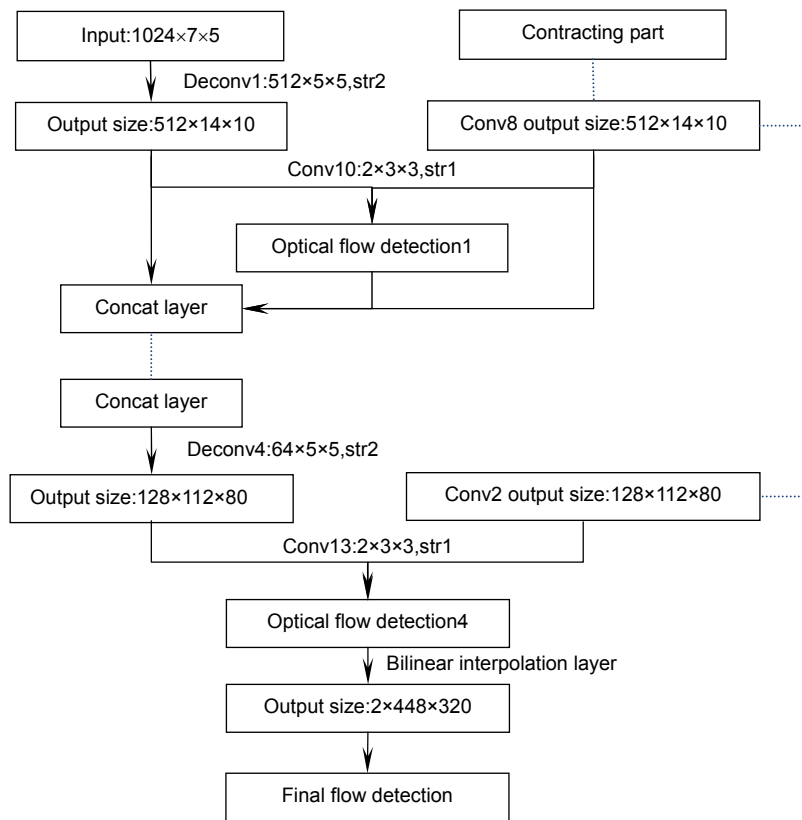 Input:1024×7×5
Contracting part
Deconv1:512×5×5,str2
Output size:512×14×10
Conv8 output size:512×14×10
Conv10:2×3×3,str1
Optical flow detection1
Concat layer
Concat layer
Deconv4:64×5×5,str2
Output size:128×112×80
Conv2 output size:128×112×80
Conv13:2×3×3,str1
Optical flow detection4
Bilinear interpolation layer
Output size:2×448×320
Final flow detection